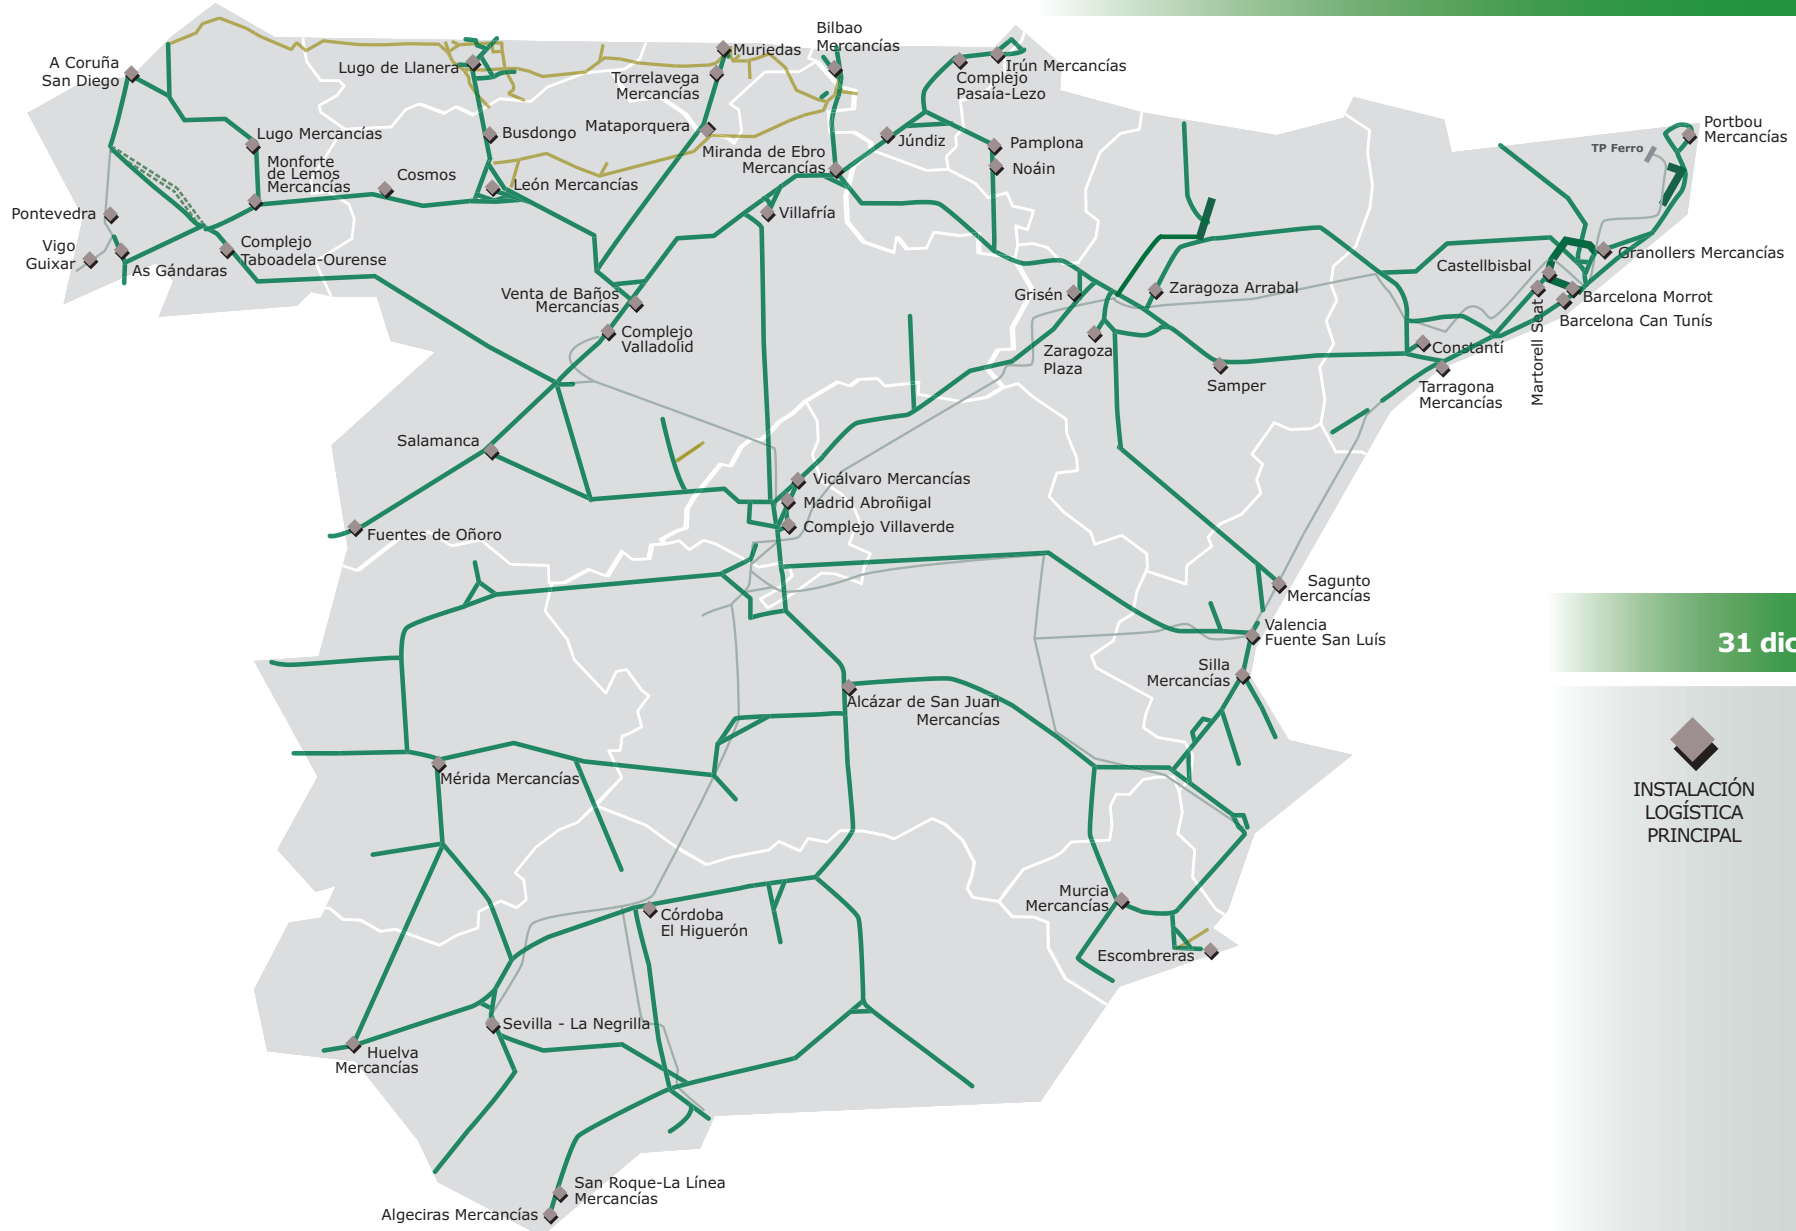 A Coruña
San Diego
Lugo de Llanera
Muriedas
Bilbao
Mercancías
Torrelavega
Mercancías
Irún Mercancías
Complejo
Pasaía-Lezo
Lugo Mercancías
Busdongo
Mataporquera
Júndiz
Pamplona
Portbou
Mercancías
TP Ferro
Monforte
de Lemos
Mercancías
Cosmos
León Mercancías
Miranda de Ebro
Mercancías
Noáin
Pontevedra
Villafría
Vigo
Guixar
As Gándaras
Complejo
Taboadela-Ourense
Granollers Mercancías
Castellbisbal
Venta de Baños
Mercancías
Grisén
Zaragoza Arrabal
Barcelona Morrot
Barcelona Can Tunís
Martorell Seat
Complejo
Valladolid
Zaragoza
Plaza
Constantí
Samper
Tarragona
Mercancías
Salamanca
Vicálvaro Mercancías
Madrid Abroñigal
Complejo Villaverde
Fuentes de Oñoro
Sagunto
Mercancías
Valencia
Fuente San Luís
31 dic
Silla
Mercancías
Alcázar de San Juan
Mercancías
Mérida Mercancías
INSTALACIÓN
LOGÍSTICA
PRINCIPAL
Murcia
Mercancías
Córdoba
El Higuerón
Escombreras
Sevilla - La Negrilla
Huelva
Mercancías
San Roque-La Línea
Mercancías
Algeciras Mercancías